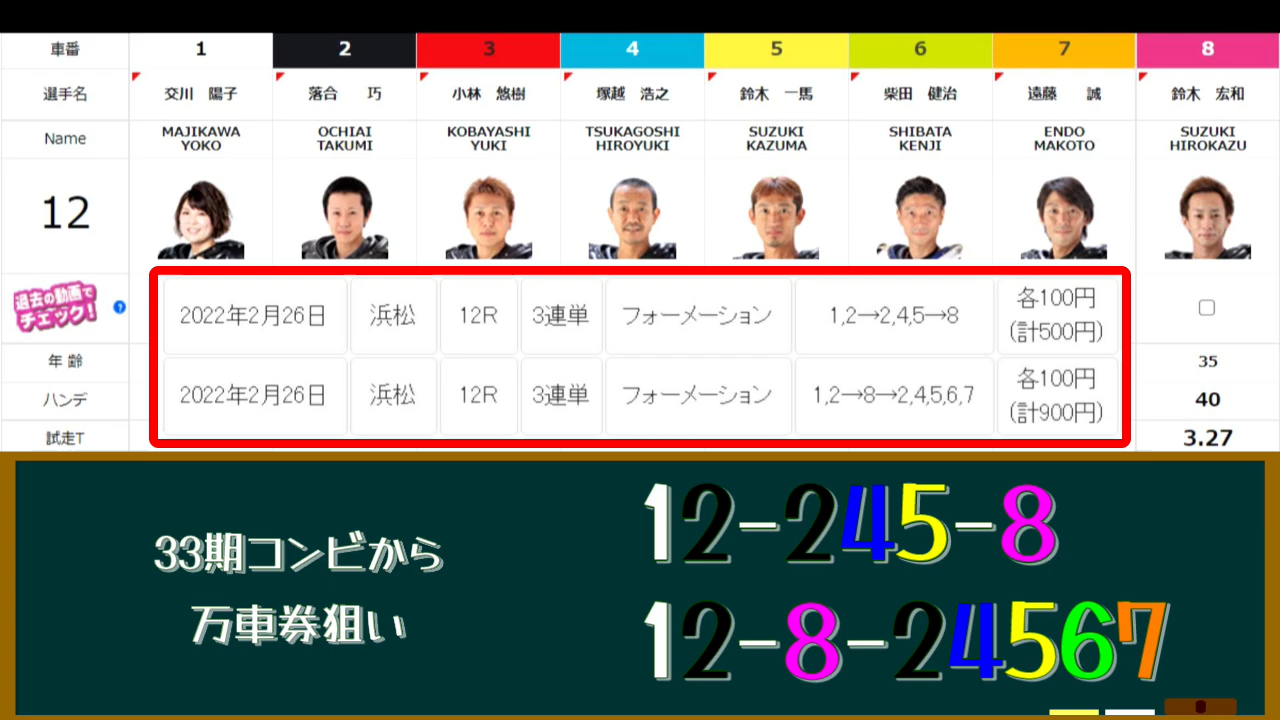 車番 1 2 3 4 5 6 7 8
選手名 交川 陽子 落合 巧 小林 悠樹 塚越 浩之 鈴木 一馬 柴田 健治 遠藤 誠 鈴木 宏和
Name MAJIKAWA YOKO OCHIAI TAKUMI KOBAYASHI YUKI TSUKAGOSHI HIROYUKI SUZUKI KAZUMA SHIBATA KENJI ENDO MAKOTO SUZUKI HIROKAZU
12
過去の動画で
チェック!
?
2022年2月26日 浜松 12R 3連単 フォーメーション 1,2→2,4,5→8 各100円 (計500円)
2022年2月26日 浜松 12R 3連単 フォーメーション 1,2→8→2,4,5,6,7 各100円 (計900円)
年齢 35
ハンデ 40
試走T 3.27
33期コンビから
万車券狙い
12-245-8
12-8-24567